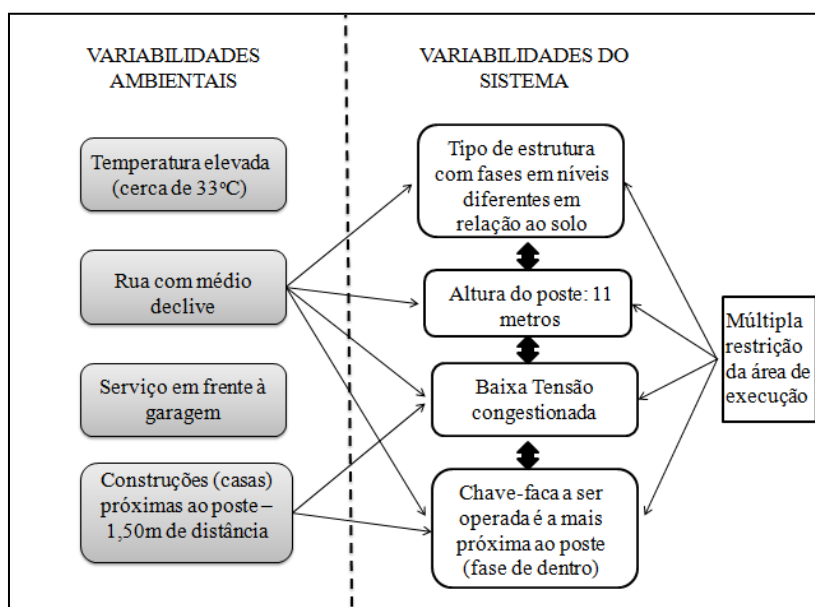 VARIABILIDADES
AMBIENTAIS
Temperatura elevada
(cerca de 33ºC)
Rua com médio
declive
Serviço em frente à
garagem
Construções (casas)
próximas ao poste –
1,50m de distância
VARIABILIDADES DO
SISTEMA
Tipo de estrutura
com fases em níveis
diferentes em
relação ao solo
Altura do poste: 11
metros
Baixa Tensão
congestionada
Chave-faca a ser
operada é a mais
próxima ao poste
(fase de dentro)
Múltipla
restrição
da área de
execução